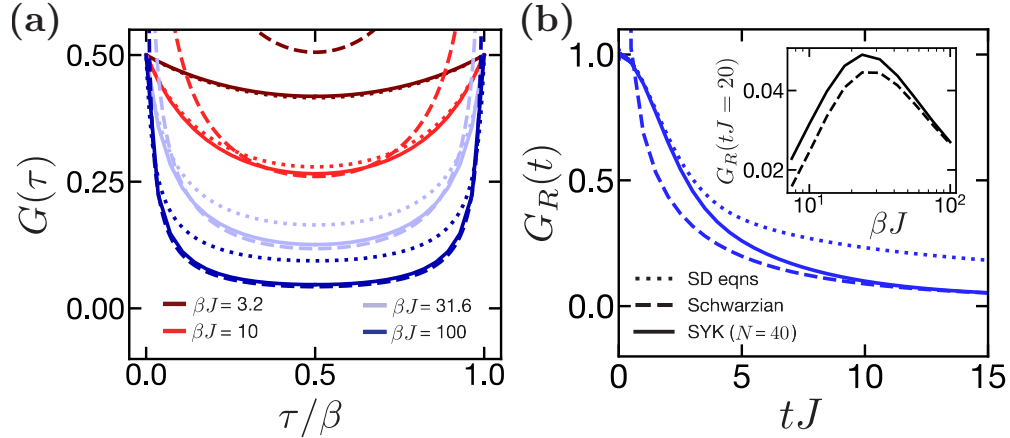 (a)
G(τ)
0.50
0.25
0.00
βJ = 3.2
βJ = 10
βJ = 31.6
βJ = 100
0.0
0.5
1.0
τ/β
(b)
G_R(t)
1.0
0.5
0.0
G_R(tJ = 20)
0.04
0.02
10^1
10^2
βJ
SD eqns
Schwarzian
SYK (N = 40)
0
5
10
15
tJ